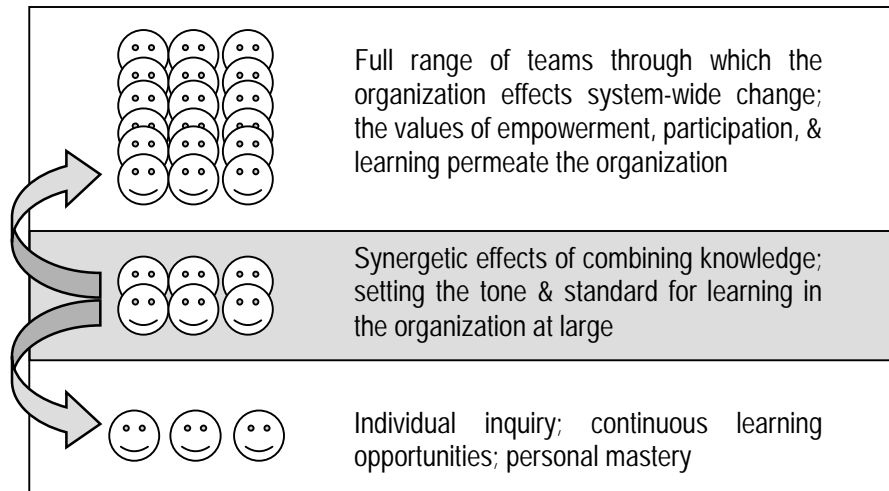 Full range of teams through which the
organization effects system-wide change;
the values of empowerment, participation, &
learning permeate the organization
Synergetic effects of combining knowledge;
setting the tone & standard for learning in
the organization at large
Individual inquiry; continuous learning
opportunities; personal mastery